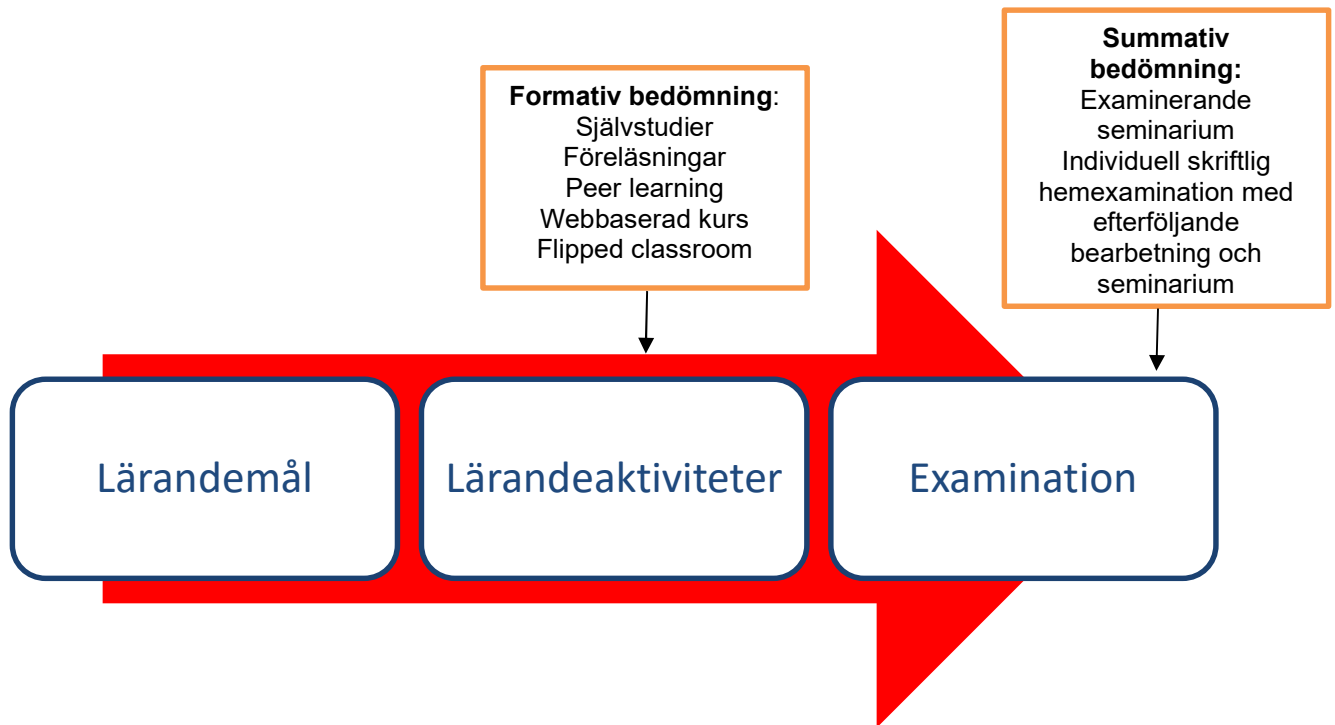 Formativ bedömning:
Självstudier
Föreläsningar
Peer learning
Webbaserad kurs
Flipped classroom
Summativ
bedömning:
Examinerande
seminarium
Individuell skriftlig
hemexamination med
efterföljande
bearbetning och
seminarium
Lärandemål
Lärandeaktiviteter
Examination